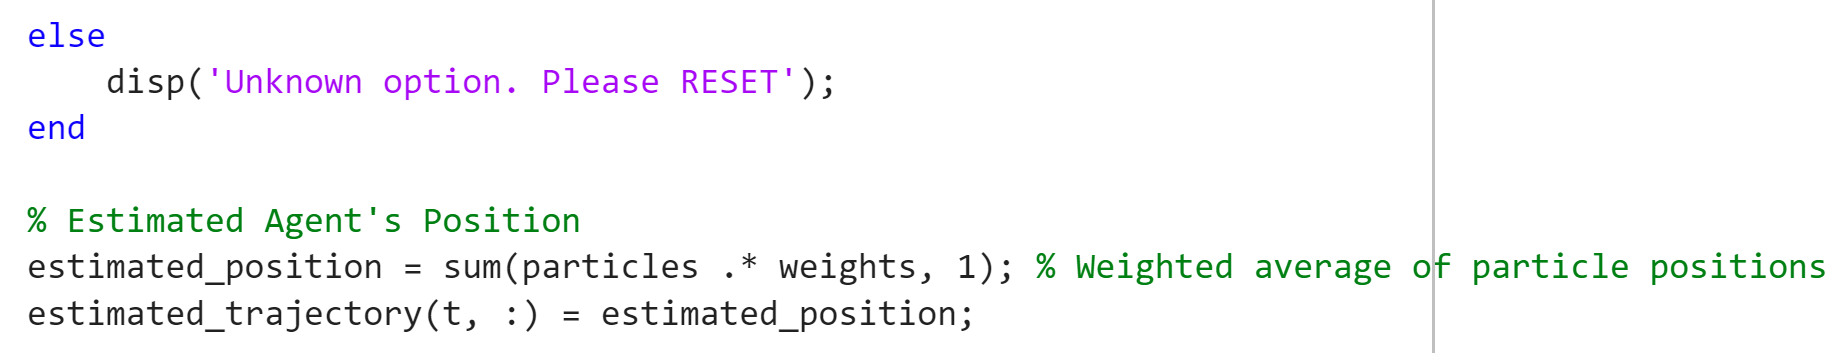 else
    disp('Unknown option. Please RESET');
end
% Estimated Agent's Position
estimated_position = sum(particles .* weights, 1); % Weighted average of particle positions
estimated_trajectory(t, :) = estimated_position;